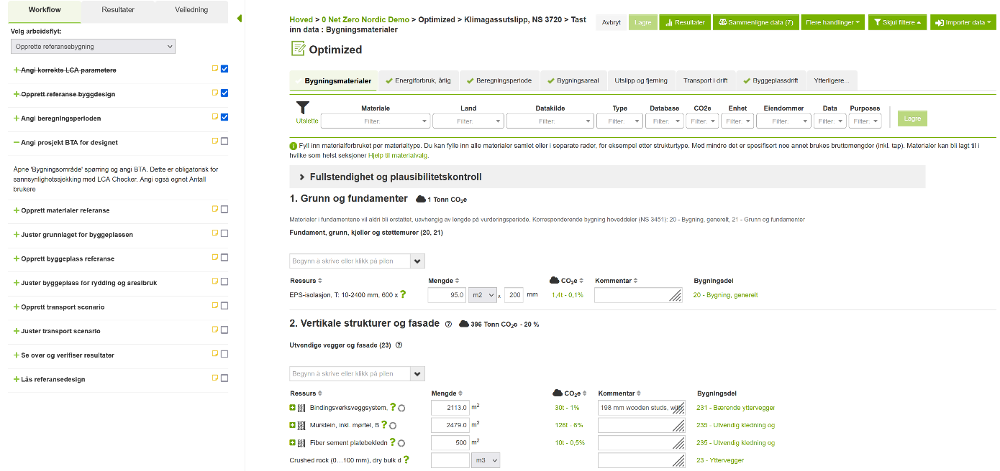 Workflow
Resultater
Veiledning
Velg arbeidsflyt:
Opprette referansebygning
Angi korrekte LCA parametere
Opprett referanse byggdesign
Angi beregningsperioden
Angi prosjekt BTA for designet
Åpne 'Bygningsområde' spørring og angi BTA. Dette er obligatorisk for
sannsynlighetssjekking med LCA Checker. Angi også egnet Antall
brukere
Opprett materialer referanse
Juster grunnlaget for byggeplassen
Opprett byggeplass referanse
Juster byggeplass for rydding og arealbruk
Opprett transport scenario
Juster transport scenario
Se over og verifiser resultater
Lås referansedesign
Hoved > 0 Net Zero Nordic Demo > Optimized > Klimagassutslipp, NS 3720 > Tast
inn data : Bygningsmaterialer
Avbryt
Lagre
Resultater
Sammenligne data (7)
Flere handlinger
Skjul filtere
Importer data
Optimized
Bygningsmaterialer
Energiforbruk, årlig
Beregningsperiode
Bygningsareal
Utslipp og fjerning
Transport i drift
Byggeplassdrift
Ytterligere...
Materiale Land Datakilde Type Database CO2e Enhet Eiendommer Data Purposes
Utslette Filter: Filter: Filter: Filter: Filter: Filter: Filter: Filter: Filter: Filter: Lagre
Fyll inn materialforbruket per materialtype. Du kan fylle inn alle materialer samlet eller i separate rader, for eksempel etter strukturtype. Med mindre det er spesifisert noe annet brukes bruttomengder (inkl. tap). Materialer kan bli lagt til i
hvilke som helst seksjoner Hjelp til materialvalg.
Fullstendighet og plausibilitetskontroll
1. Grunn og fundamenter 1 Tonn CO2e
Materialer i fundamentene vil aldri bli erstattet, uavhengig av lengde på vurderingsperiode. Korresponderende bygning hoveddeler (NS 3451): 20 - Bygning, generelt, 21 - Grunn og fundamenter
Fundament, grunn, kjeller og støttemurer (20, 21)
Begynn å skrive eller klikk på pilen
Ressurs Mengde CO2e Kommentar Bygningsdel
EPS-isolasjon, T: 10-2400 mm, 600 x ? 95.0 m2 x 200 mm 1,4t - 0,1% 20 - Bygning, generelt
2. Vertikale strukturer og fasade ? 396 Tonn CO2e - 20 %
Utvendige vegger og fasade (23) ?
Begynn å skrive eller klikk på pilen
Ressurs Mengde CO2e Kommentar Bygningsdel
Bindingsverksveggsystem, ? 2113.0 m2 30t - 1% 198 mm wooden studs, with 231 - Bærende yttervegger
Murstein, inkl. mørtel, B ? 2479.0 m2 126t - 6% 235 - Utvendig kledning og
Fiber sement platebekledn ? 500 m2 10t - 0,5% 235 - Utvendig kledning og
Crushed rock (0…100 mm), dry bulk d ? m3 23 - Yttervegger